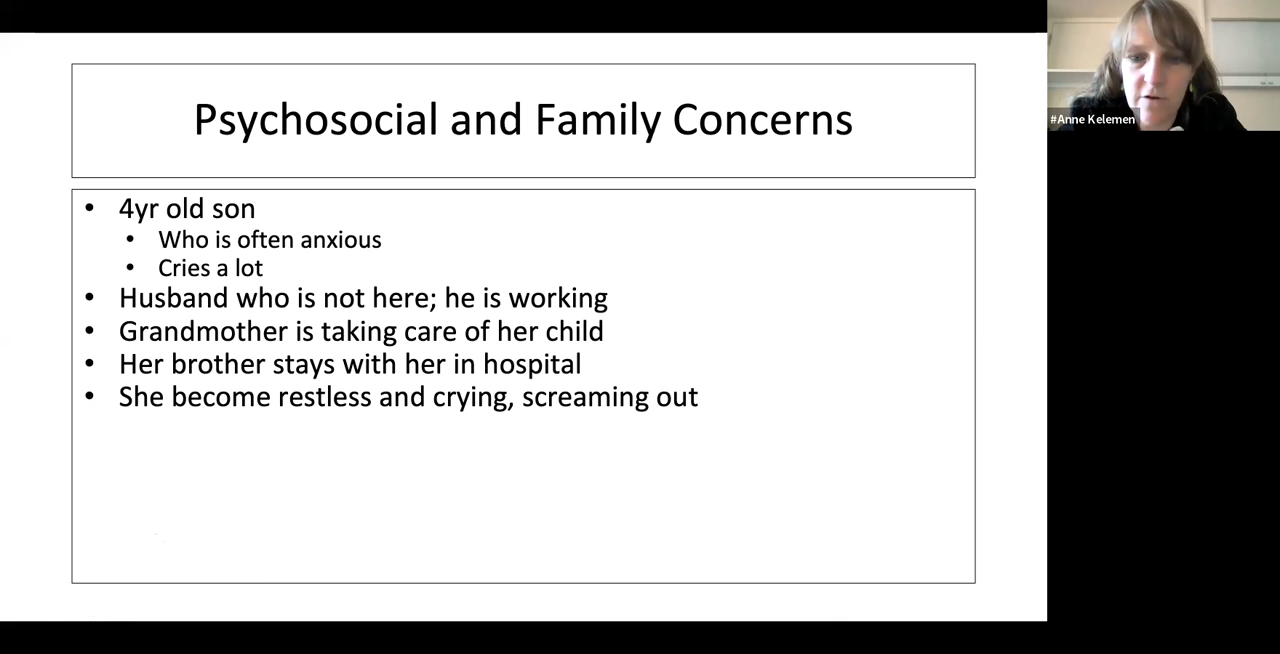 Psychosocial and Family Concerns
#Anne Kelemen
• 4yr old son
• Who is often anxious
• Cries a lot
• Husband who is not here; he is working
• Grandmother is taking care of her child
• Her brother stays with her in hospital
• She become restless and crying, screaming out